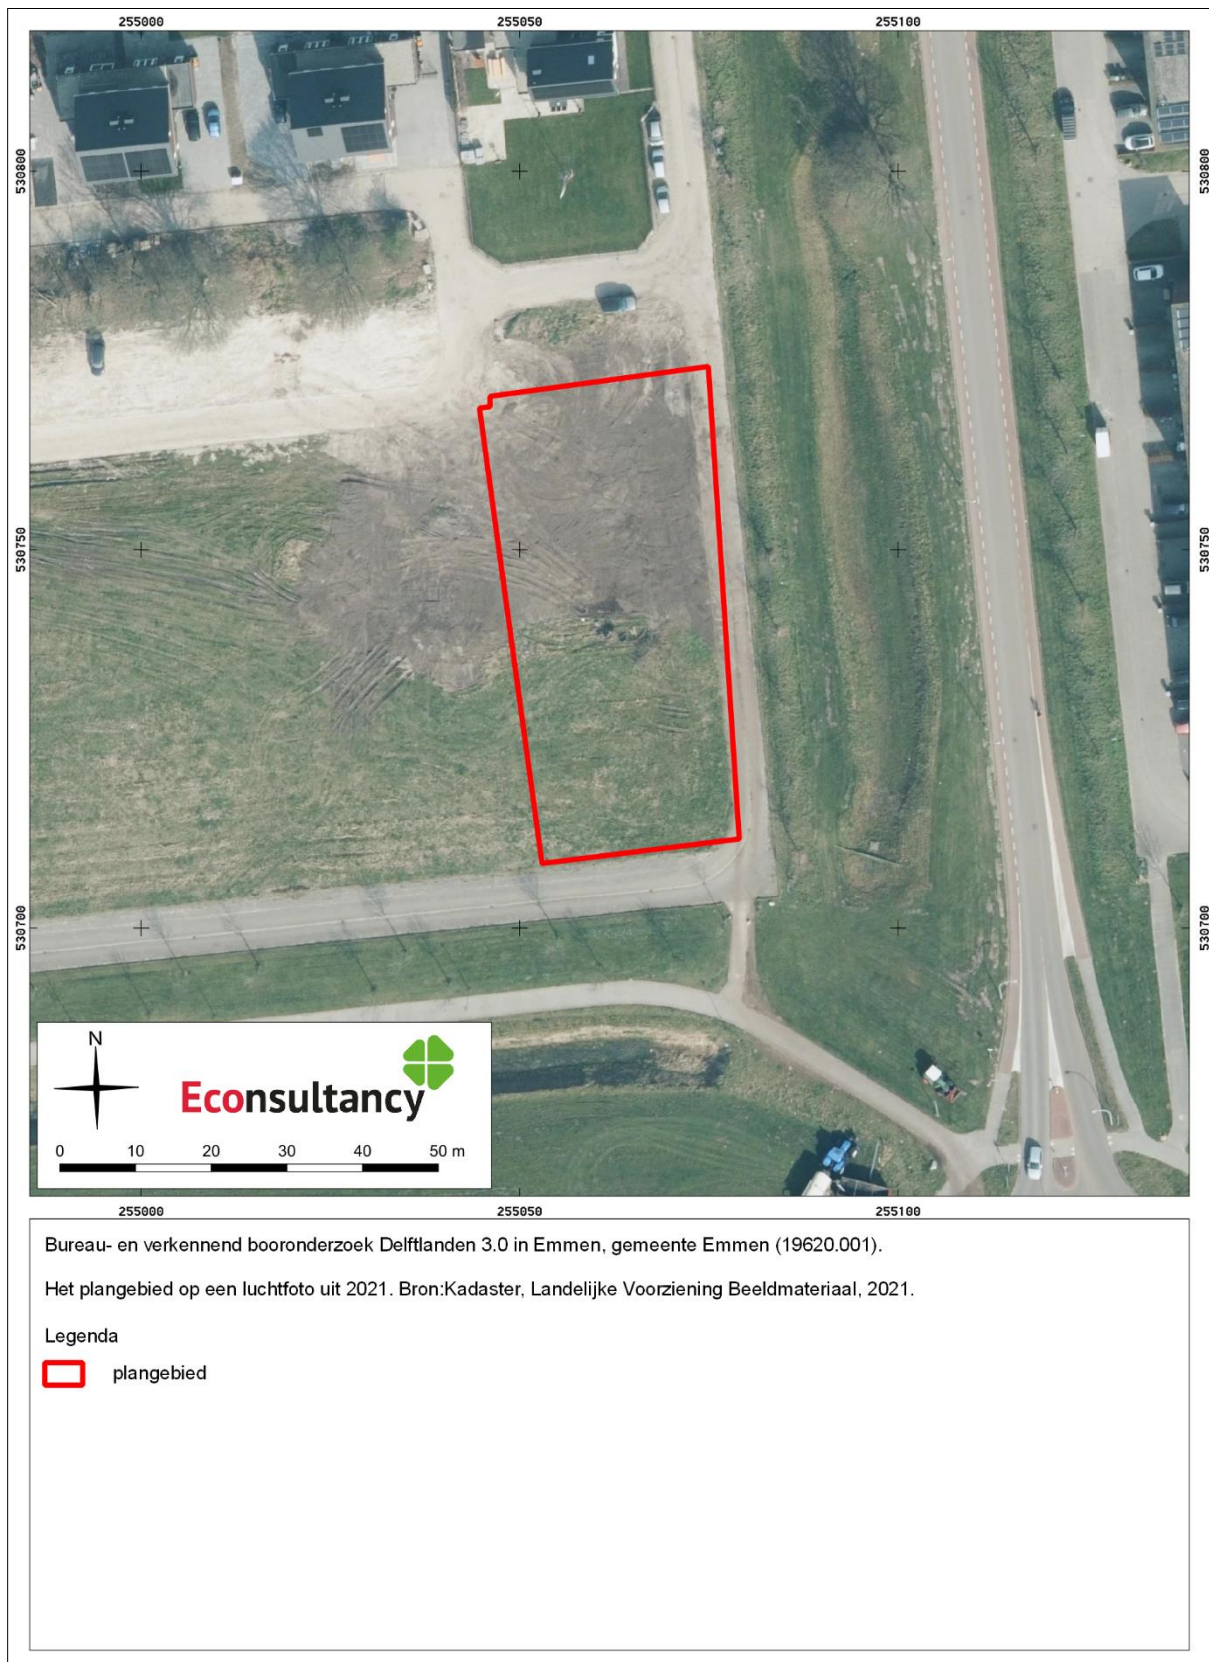 255000 255050 255100
530800 530800
530750 530750
530700 530700
N
Econsultancy
0 10 20 30 40 50 m
255000 255050 255100
Bureau- en verkennend booronderzoek Delftlanden 3.0 in Emmen, gemeente Emmen (19620.001).
Het plangebied op een luchtfoto uit 2021. Bron:Kadaster, Landelijke Voorziening Beeldmateriaal, 2021.
Legenda
plangebied